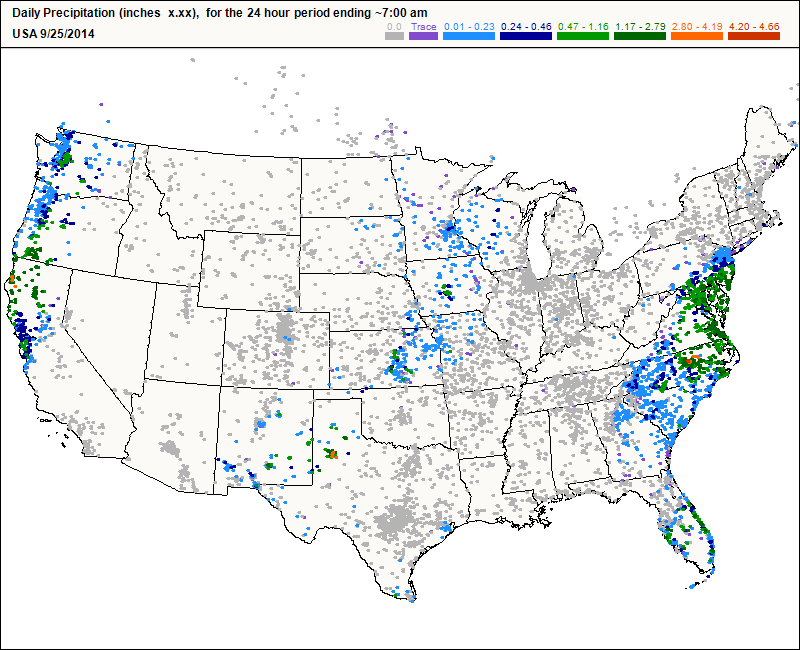 Daily Precipitation (inches x.xx), for the 24 hour period ending ~7:00 am
0.0 Trace 0.01 - 0.23 0.24 - 0.46 0.47 - 1.16 1.17 - 2.79 2.80 - 4.19 4.20 - 4.66
USA 9/25/2014